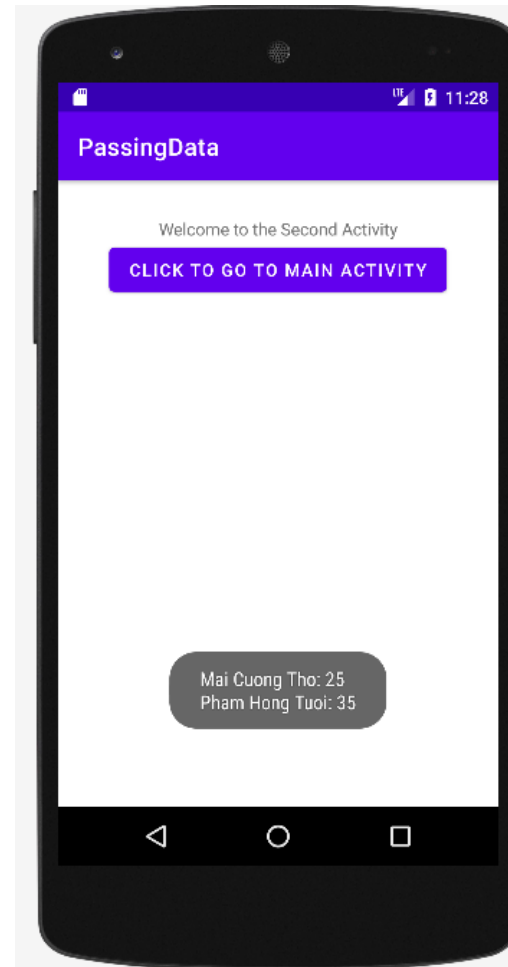 LTE 11:28
PassingData
Welcome to the Second Activity
CLICK TO GO TO MAIN ACTIVITY
Mai Cuong Tho: 25
Pham Hong Tuoi: 35